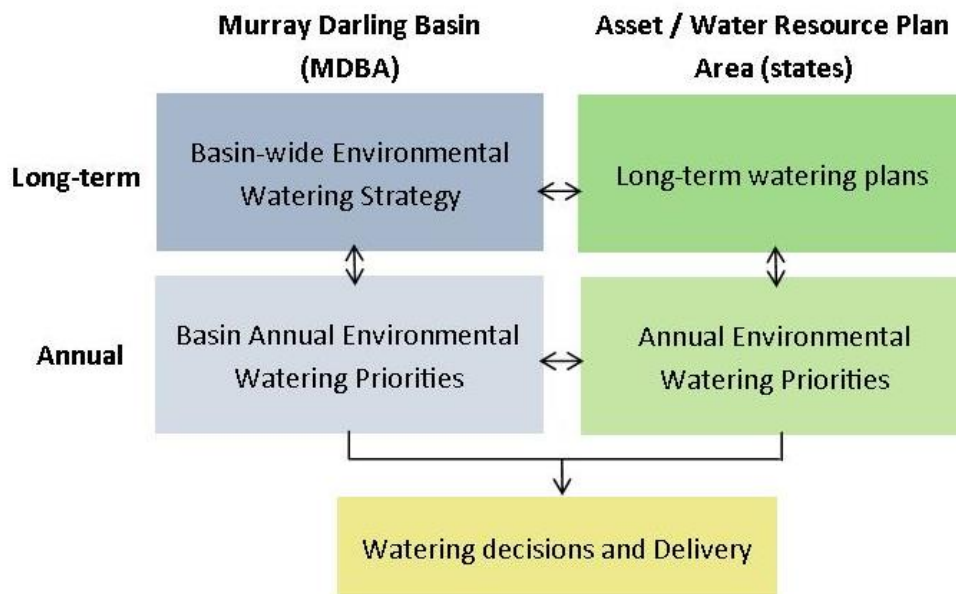 Murray Darling Basin
(MDBA)
Asset / Water Resource Plan
Area (states)
Long-term
Basin-wide Environmental
Watering Strategy
Long-term watering plans
Annual
Basin Annual Environmental
Watering Priorities
Annual Environmental
Watering Priorities
Watering decisions and Delivery